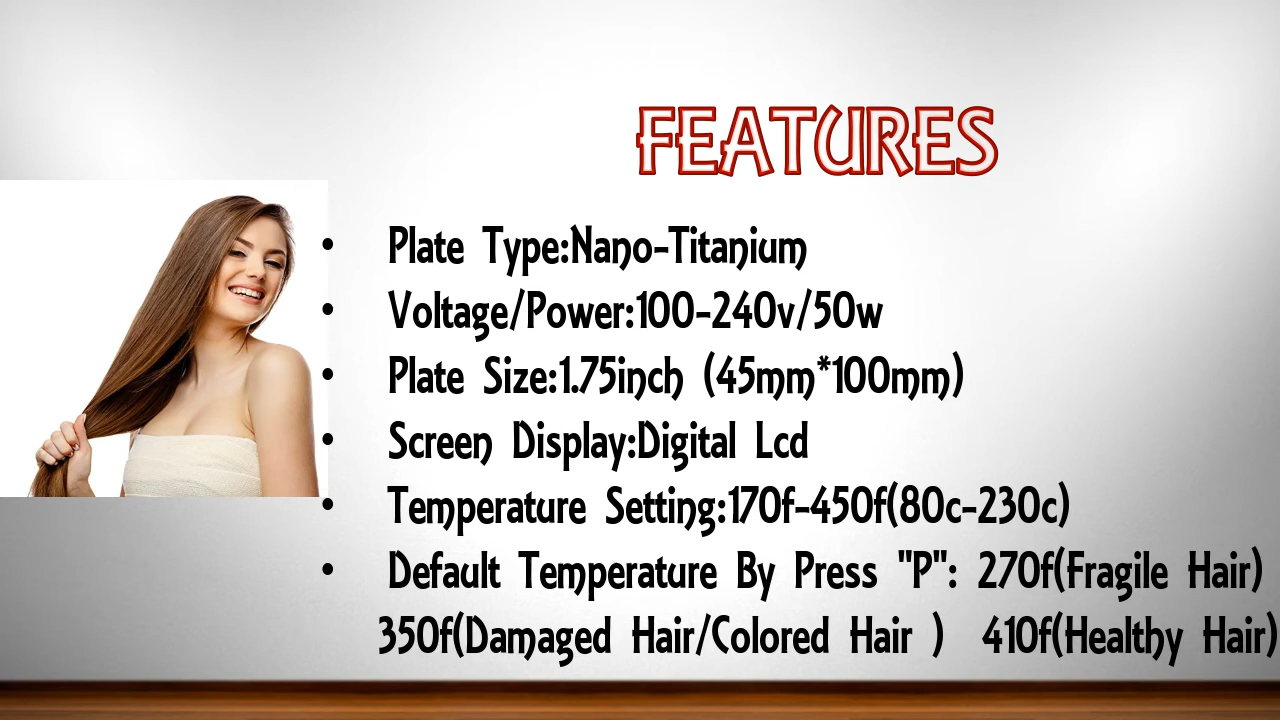 FEATURES
• Plate Type:Nano-Titanium
• Voltage/Power:100-240v/50w
• Plate Size:1.75inch (45mm*100mm)
• Screen Display:Digital Lcd
• Temperature Setting:170f-450f(80c-230c)
• Default Temperature By Press "P": 270f(Fragile Hair)
350f(Damaged Hair/Colored Hair ) 410f(Healthy Hair)